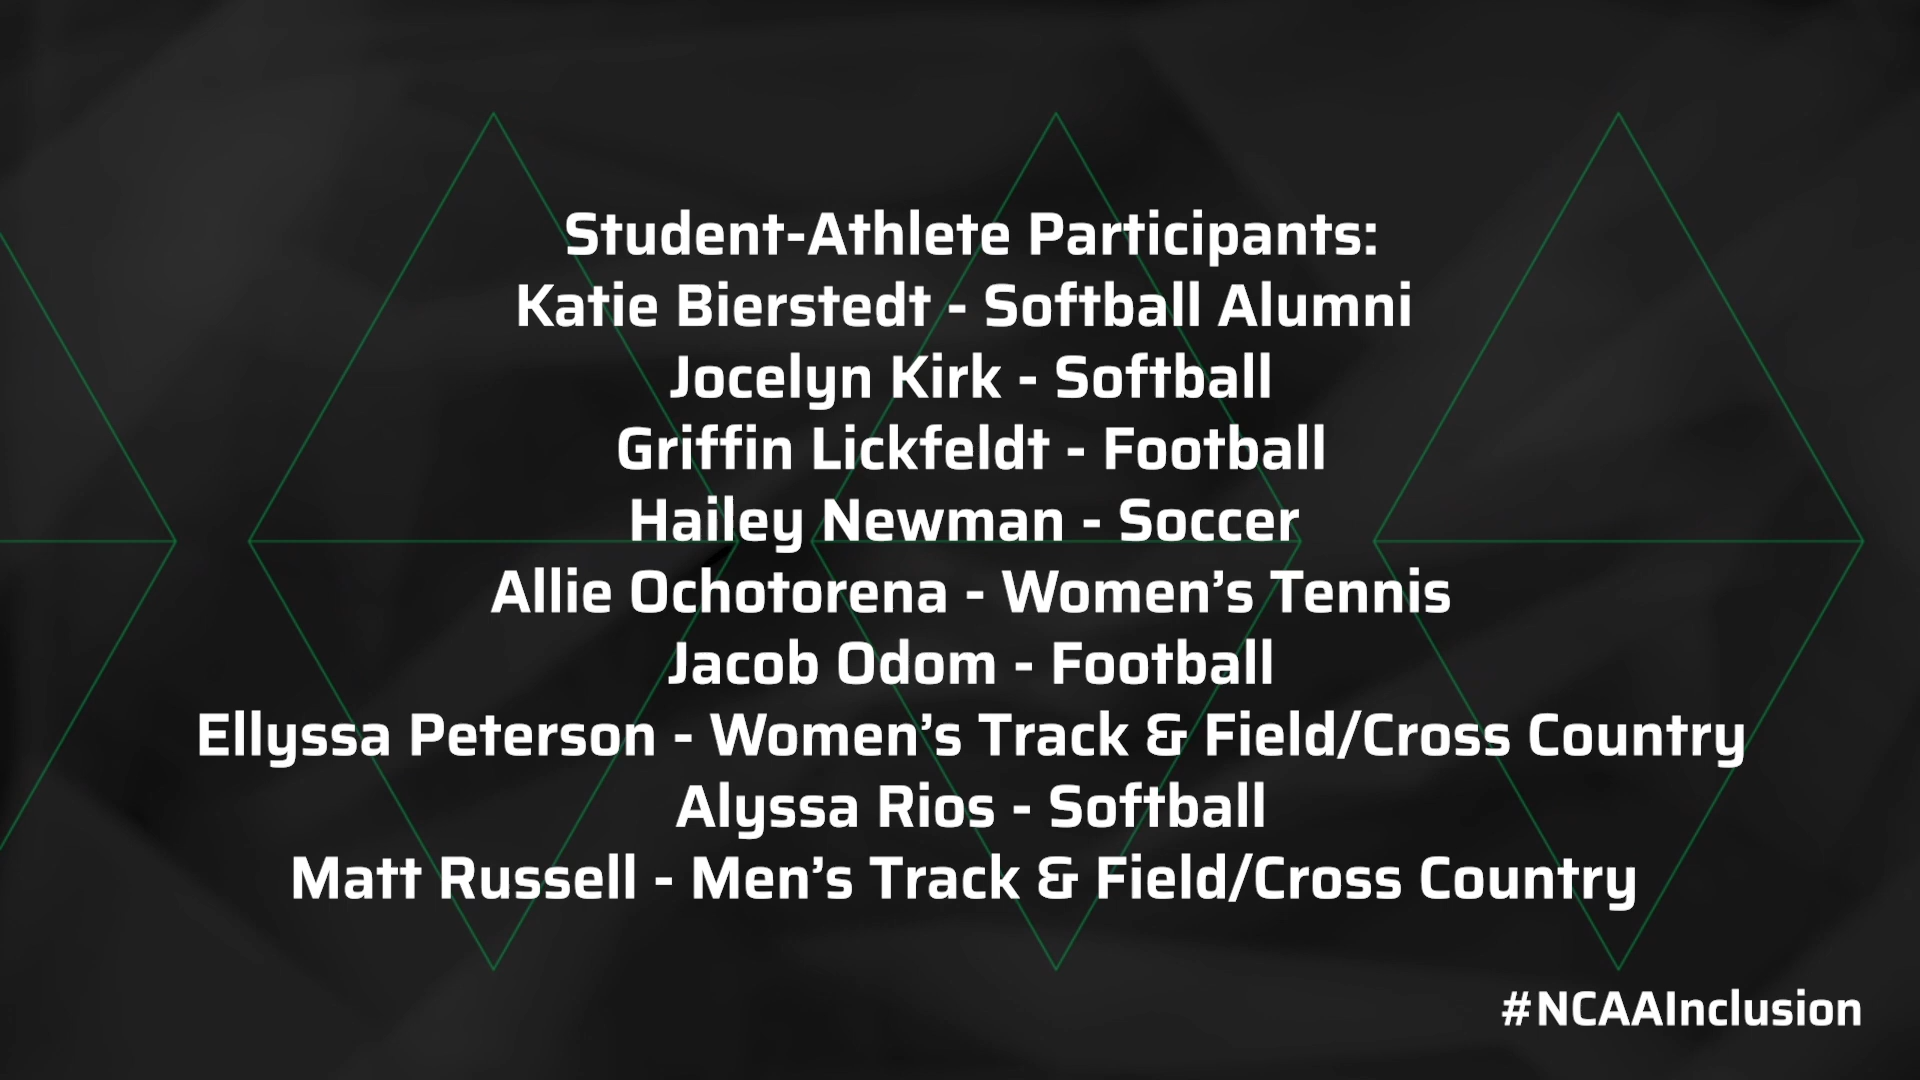 Student-Athlete Participants:
Katie Bierstedt - Softball Alumni
Jocelyn Kirk - Softball
Griffin Lickfeldt - Football
Hailey Newman - Soccer
Allie Ochotorena - Women’s Tennis
Jacob Odom - Football
Ellyssa Peterson - Women’s Track & Field/Cross Country
Alyssa Rios - Softball
Matt Russell - Men’s Track & Field/Cross Country
#NCAAInclusion